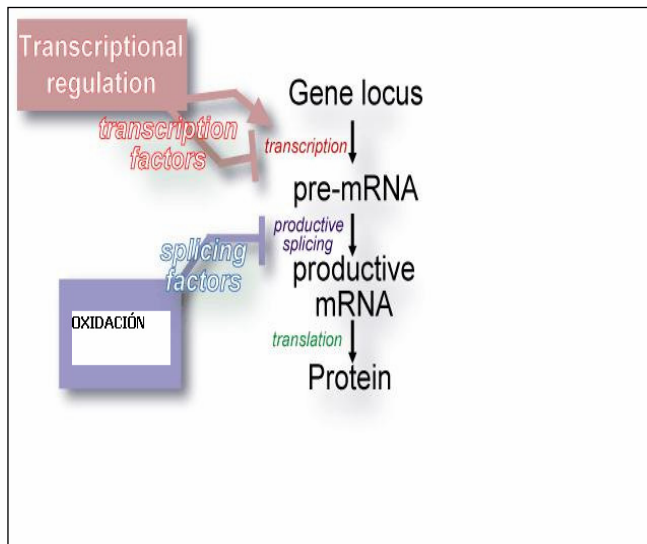 Transcriptional
regulation
transcription
factors
Gene locus
transcription
pre-mRNA
productive
splicing
splicing
factors
productive
mRNA
OXIDACIÓN
translation
Protein